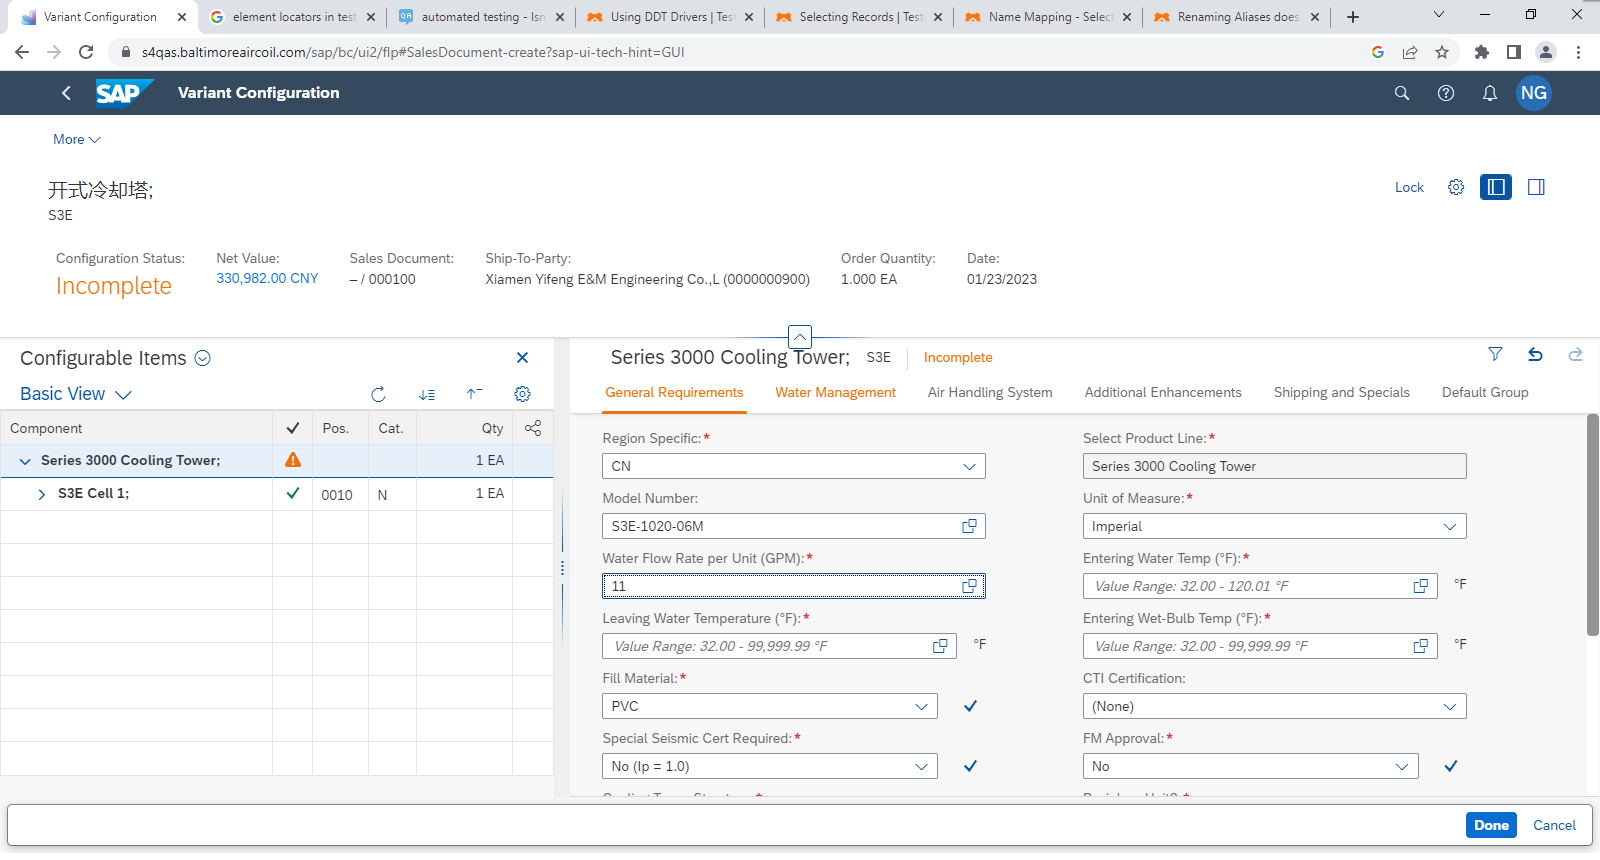 Variant Configuration
element locators in test
automated testing - Isn
Using DDT Drivers | Test
Selecting Records | Test
Name Mapping - Select
Renaming Aliases does
s4qas.baltimoreaircoil.com/sap/bc/ui2/flp#SalesDocument-create?sap-ui-tech-hint=GUI
SAP
Variant Configuration
NG
More
开式冷却塔;
S3E
Lock
Configuration Status:
Incomplete
Net Value:
330,982.00 CNY
Sales Document:
– / 000100
Ship-To-Party:
Xiamen Yifeng E&M Engineering Co.,L (0000000900)
Order Quantity:
1.000 EA
Date:
01/23/2023
Configurable Items
Basic View
Component Pos. Cat. Qty
Series 3000 Cooling Tower; 1 EA
S3E Cell 1; 0010 N 1 EA
Series 3000 Cooling Tower; S3E Incomplete
General Requirements Water Management Air Handling System Additional Enhancements Shipping and Specials Default Group
Region Specific:*
CN
Select Product Line:*
Series 3000 Cooling Tower
Model Number:
S3E-1020-06M
Unit of Measure:*
Imperial
Water Flow Rate per Unit (GPM):*
11
Entering Water Temp (°F):*
Value Range: 32.00 - 120.01 °F
°F
Leaving Water Temperature (°F):*
Value Range: 32.00 - 99,999.99 °F
°F
Entering Wet-Bulb Temp (°F):*
Value Range: 32.00 - 99,999.99 °F
°F
Fill Material:*
PVC
CTI Certification:
(None)
Special Seismic Cert Required:*
No (Ip = 1.0)
FM Approval:*
No
Done
Cancel